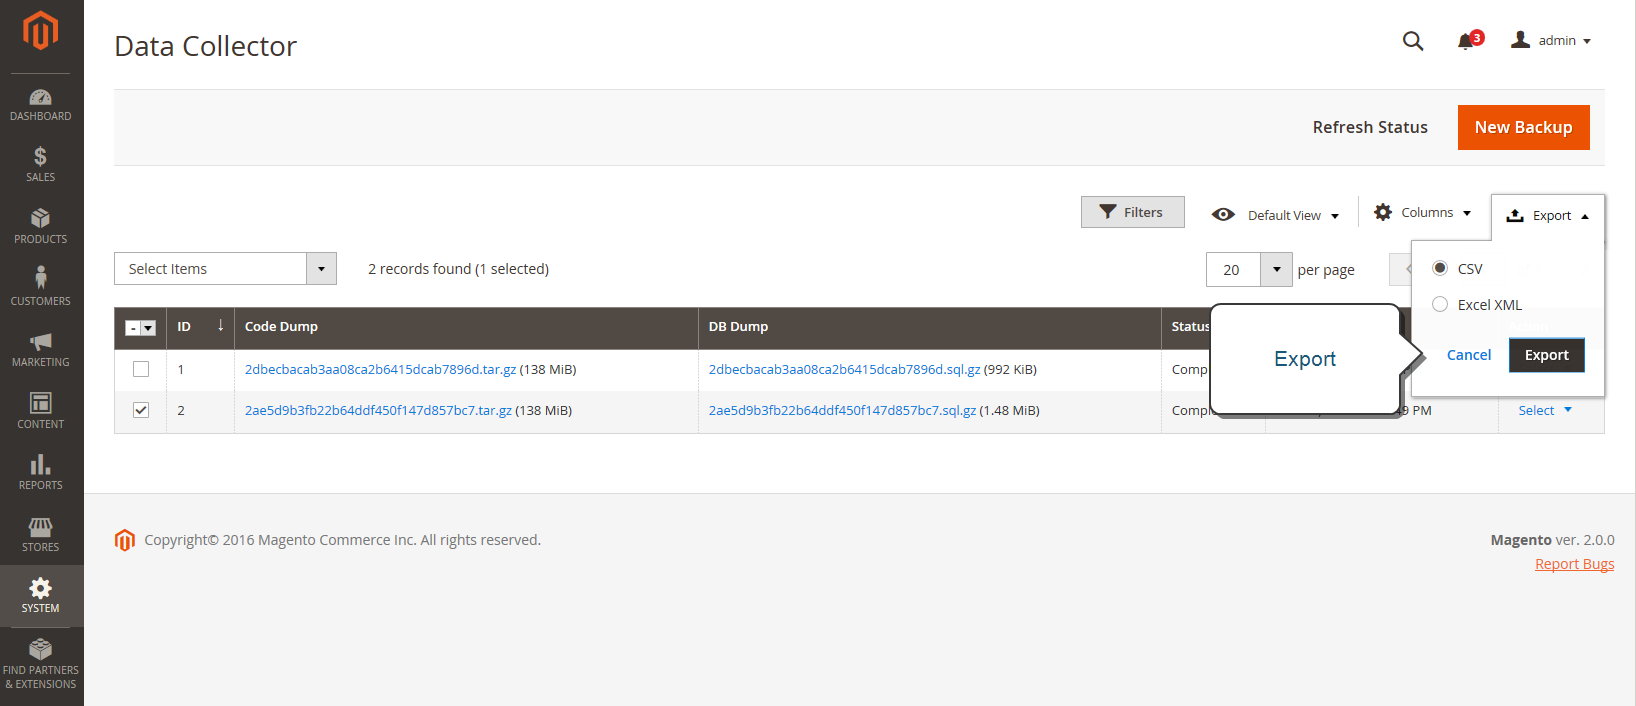 Data Collector
3
admin
DASHBOARD
SALES
PRODUCTS
CUSTOMERS
MARKETING
CONTENT
REPORTS
STORES
SYSTEM
FIND PARTNERS
& EXTENSIONS
Refresh Status
New Backup
Filters
Default View
Columns
Export
Select Items
2 records found (1 selected)
20
per page
CSV
Excel XML
Cancel
Export
Export
ID ↓ Code Dump DB Dump Status
1 2dbecbacab3aa08ca2b6415dcab7896d.tar.gz (138 MiB) 2dbecbacab3aa08ca2b6415dcab7896d.sql.gz (992 KiB)
2 2ae5d9b3fb22b64ddf450f147d857bc7.tar.gz (138 MiB) 2ae5d9b3fb22b64ddf450f147d857bc7.sql.gz (1.48 MiB) PM Select
Copyright© 2016 Magento Commerce Inc. All rights reserved.
Magento ver. 2.0.0
Report Bugs